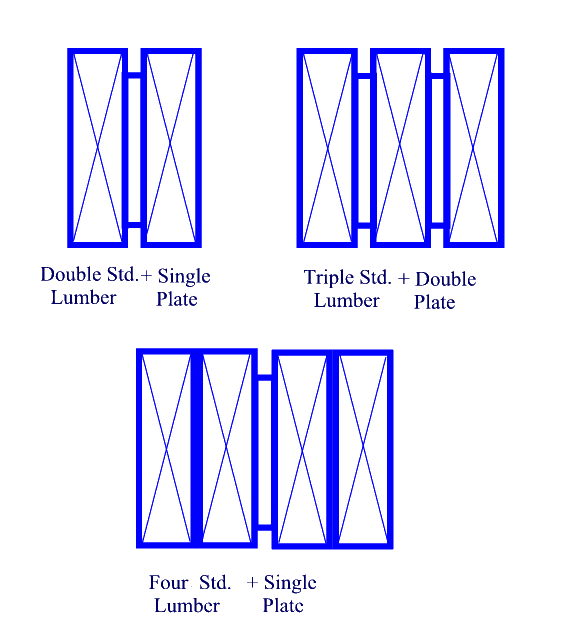 Double Std. + Single
Lumber Plate
Triple Std. + Double
Lumber Plate
Four Std. + Single
Lumber Plate